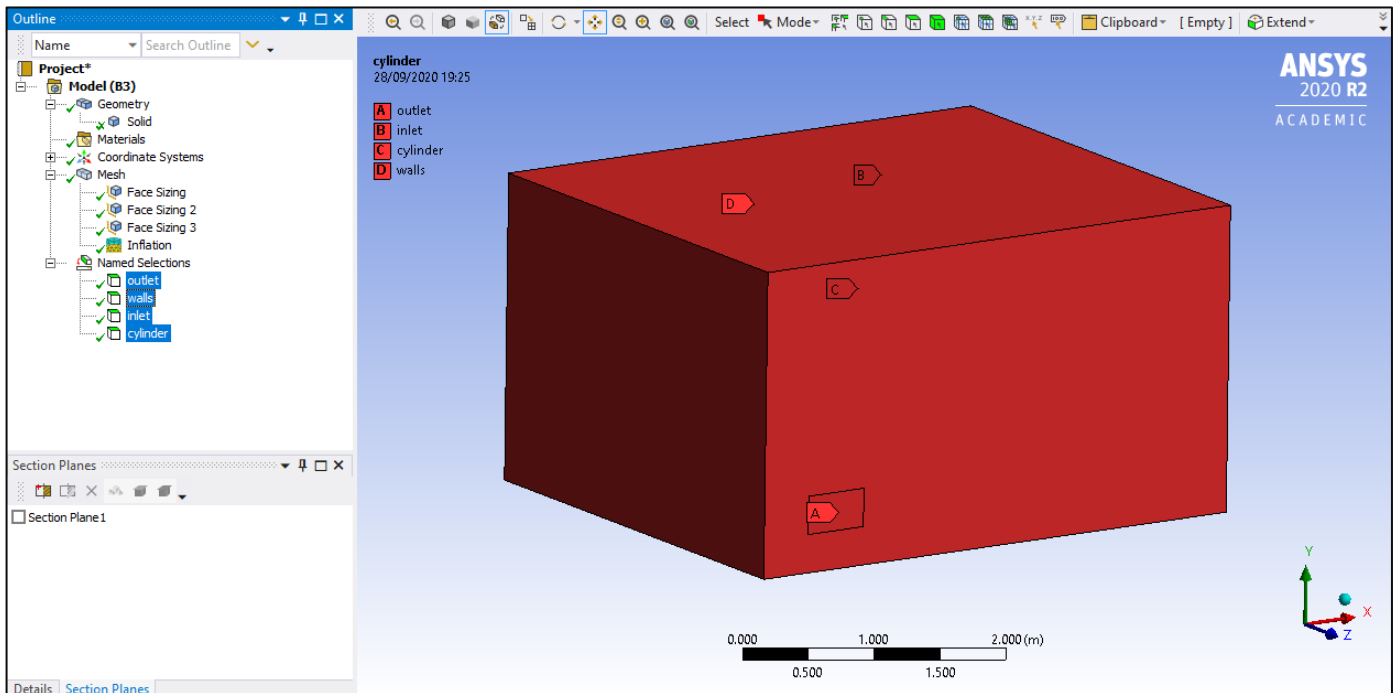 Outline
Name Search Outline
Project*
Model (B3)
Geometry
Solid
Materials
Coordinate Systems
Mesh
Face Sizing
Face Sizing 2
Face Sizing 3
Inflation
Named Selections
outlet
walls
inlet
cylinder
Section Planes
Section Plane 1
Details Section Planes
Select Mode Clipboard [ Empty ] Extend
cylinder
28/09/2020 19:25
A outlet
B inlet
C cylinder
D walls
ANSYS
2020 R2
ACADEMIC
B
D
C
A
0.000 1.000 2.000 (m)
0.500 1.500
Y
X
Z